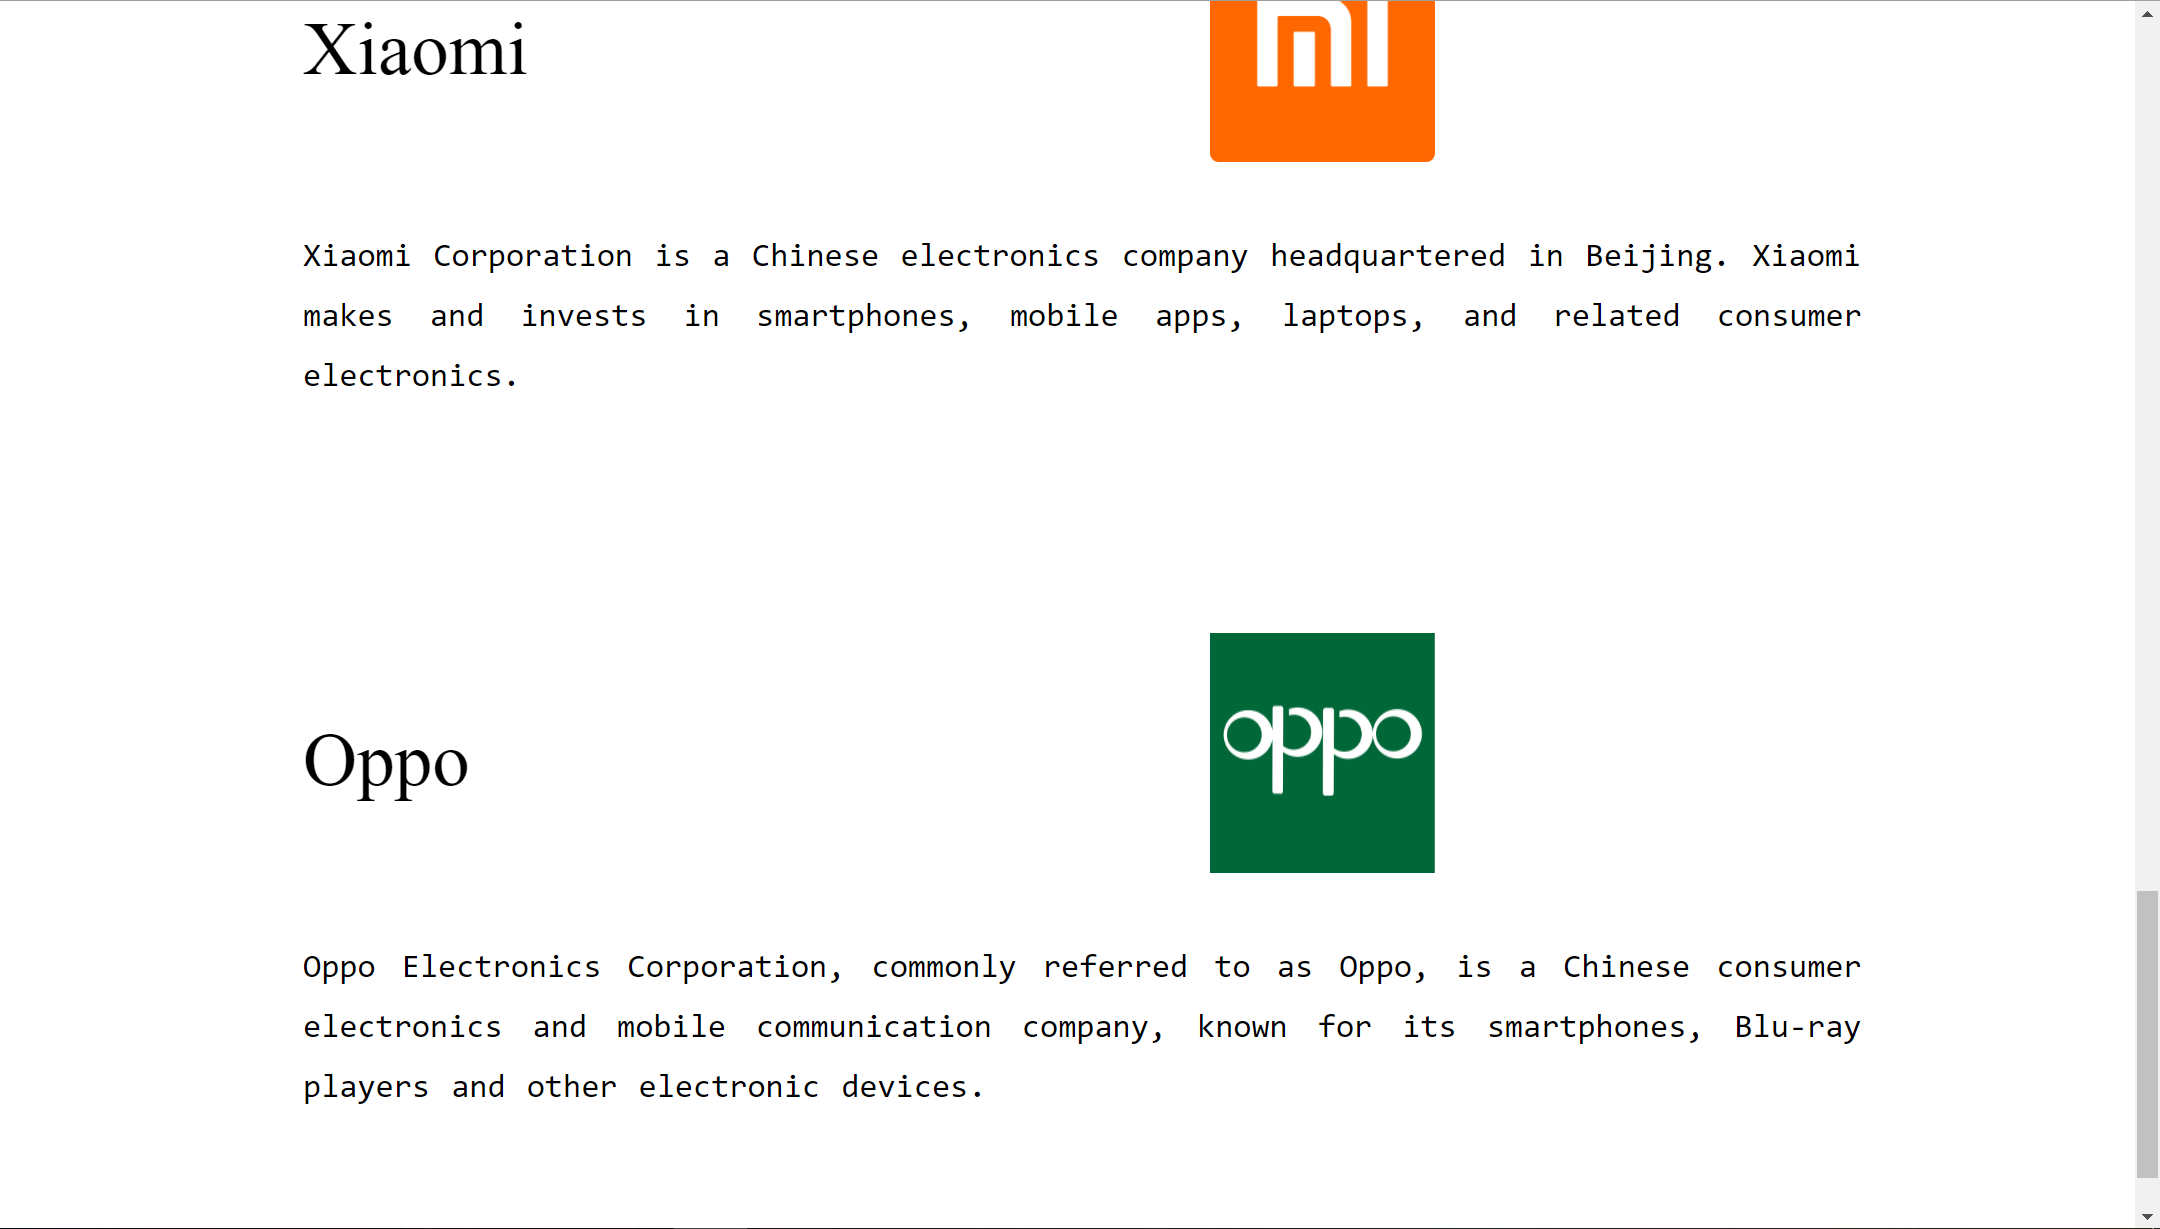 Xiaomi
mi
Xiaomi Corporation is a Chinese electronics company headquartered in Beijing. Xiaomi
makes and invests in smartphones, mobile apps, laptops, and related consumer
electronics.
Oppo
oppo
Oppo Electronics Corporation, commonly referred to as Oppo, is a Chinese consumer
electronics and mobile communication company, known for its smartphones, Blu-ray
players and other electronic devices.